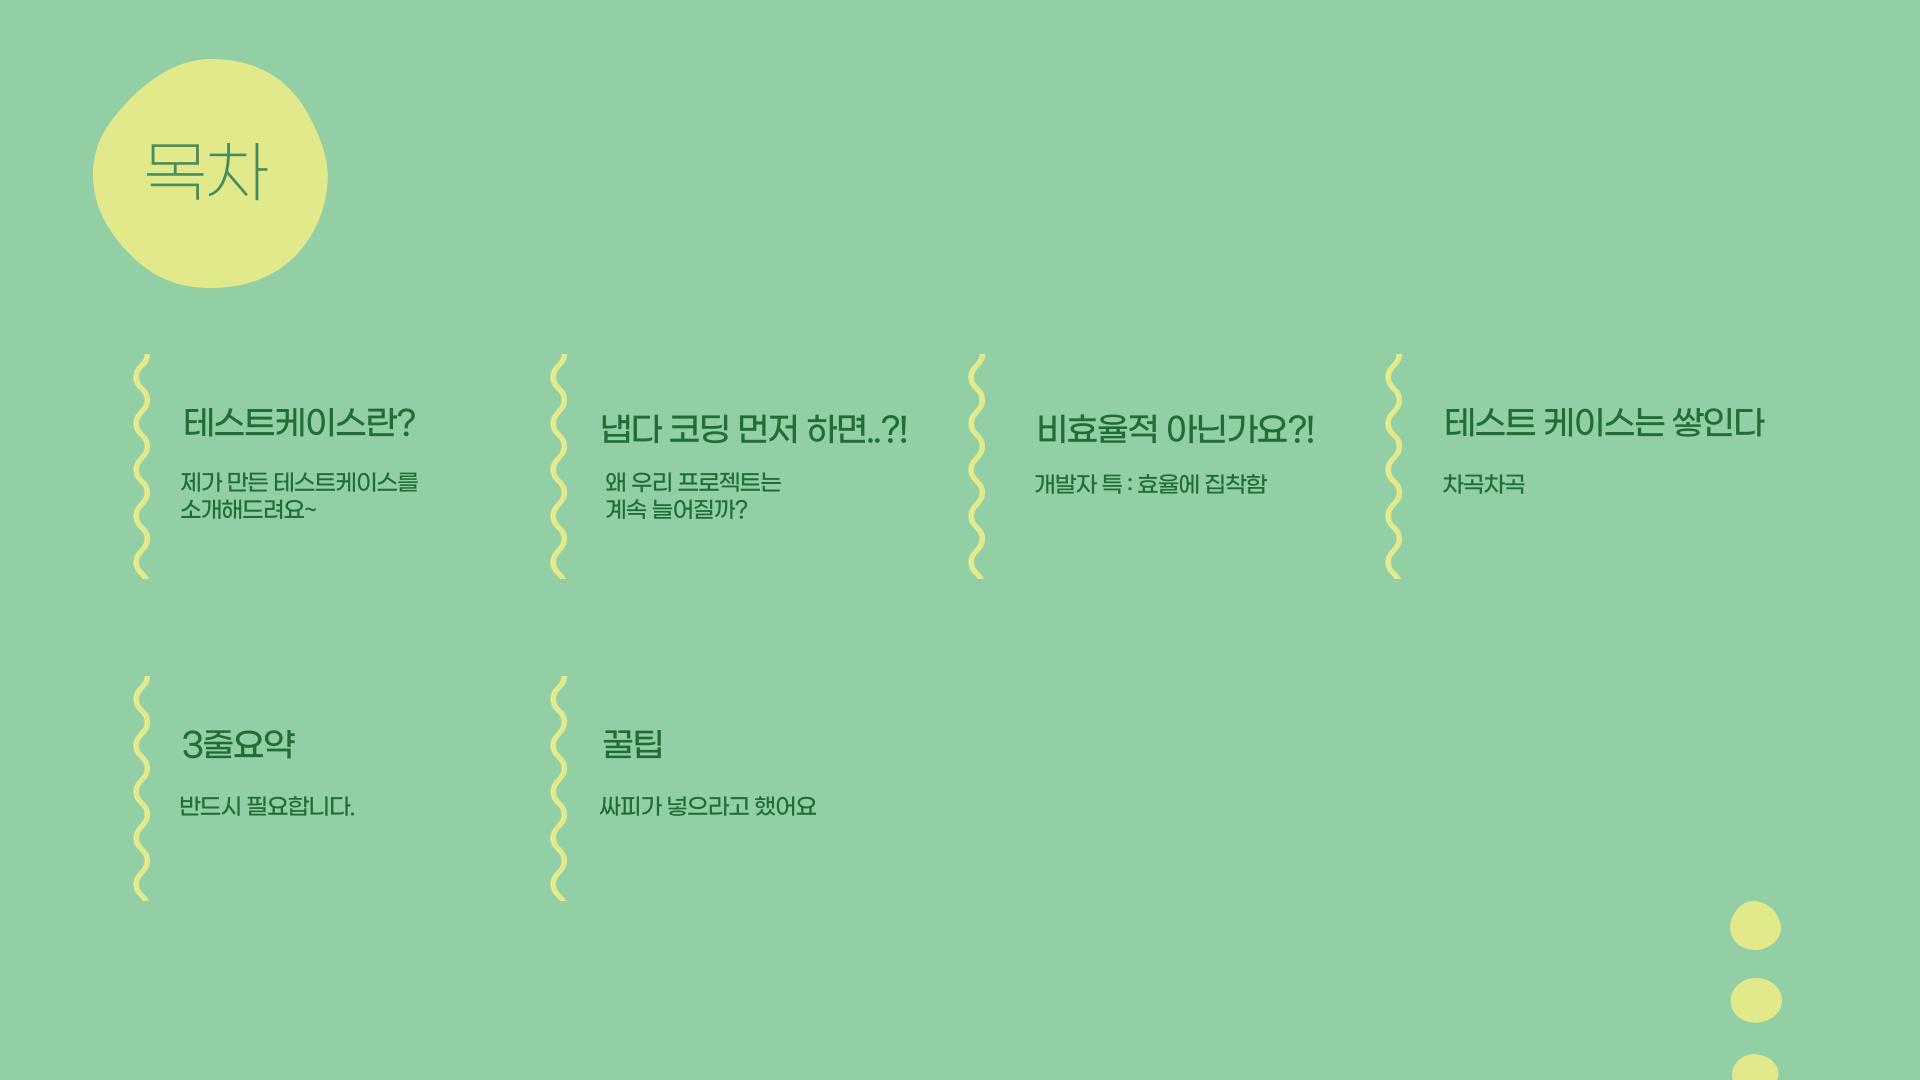 목차
테스트케이스란?
제가 만든 테스트케이스를
소개해드려요~
냅다 코딩 먼저 하면..?!
왜 우리 프로젝트는
계속 늘어질까?
비효율적 아닌가요?!
개발자 특 : 효율에 집착함
테스트 케이스는 쌓인다
차곡차곡
3줄요약
반드시 필요합니다.
꿀팁
싸피가 넣으라고 했어요